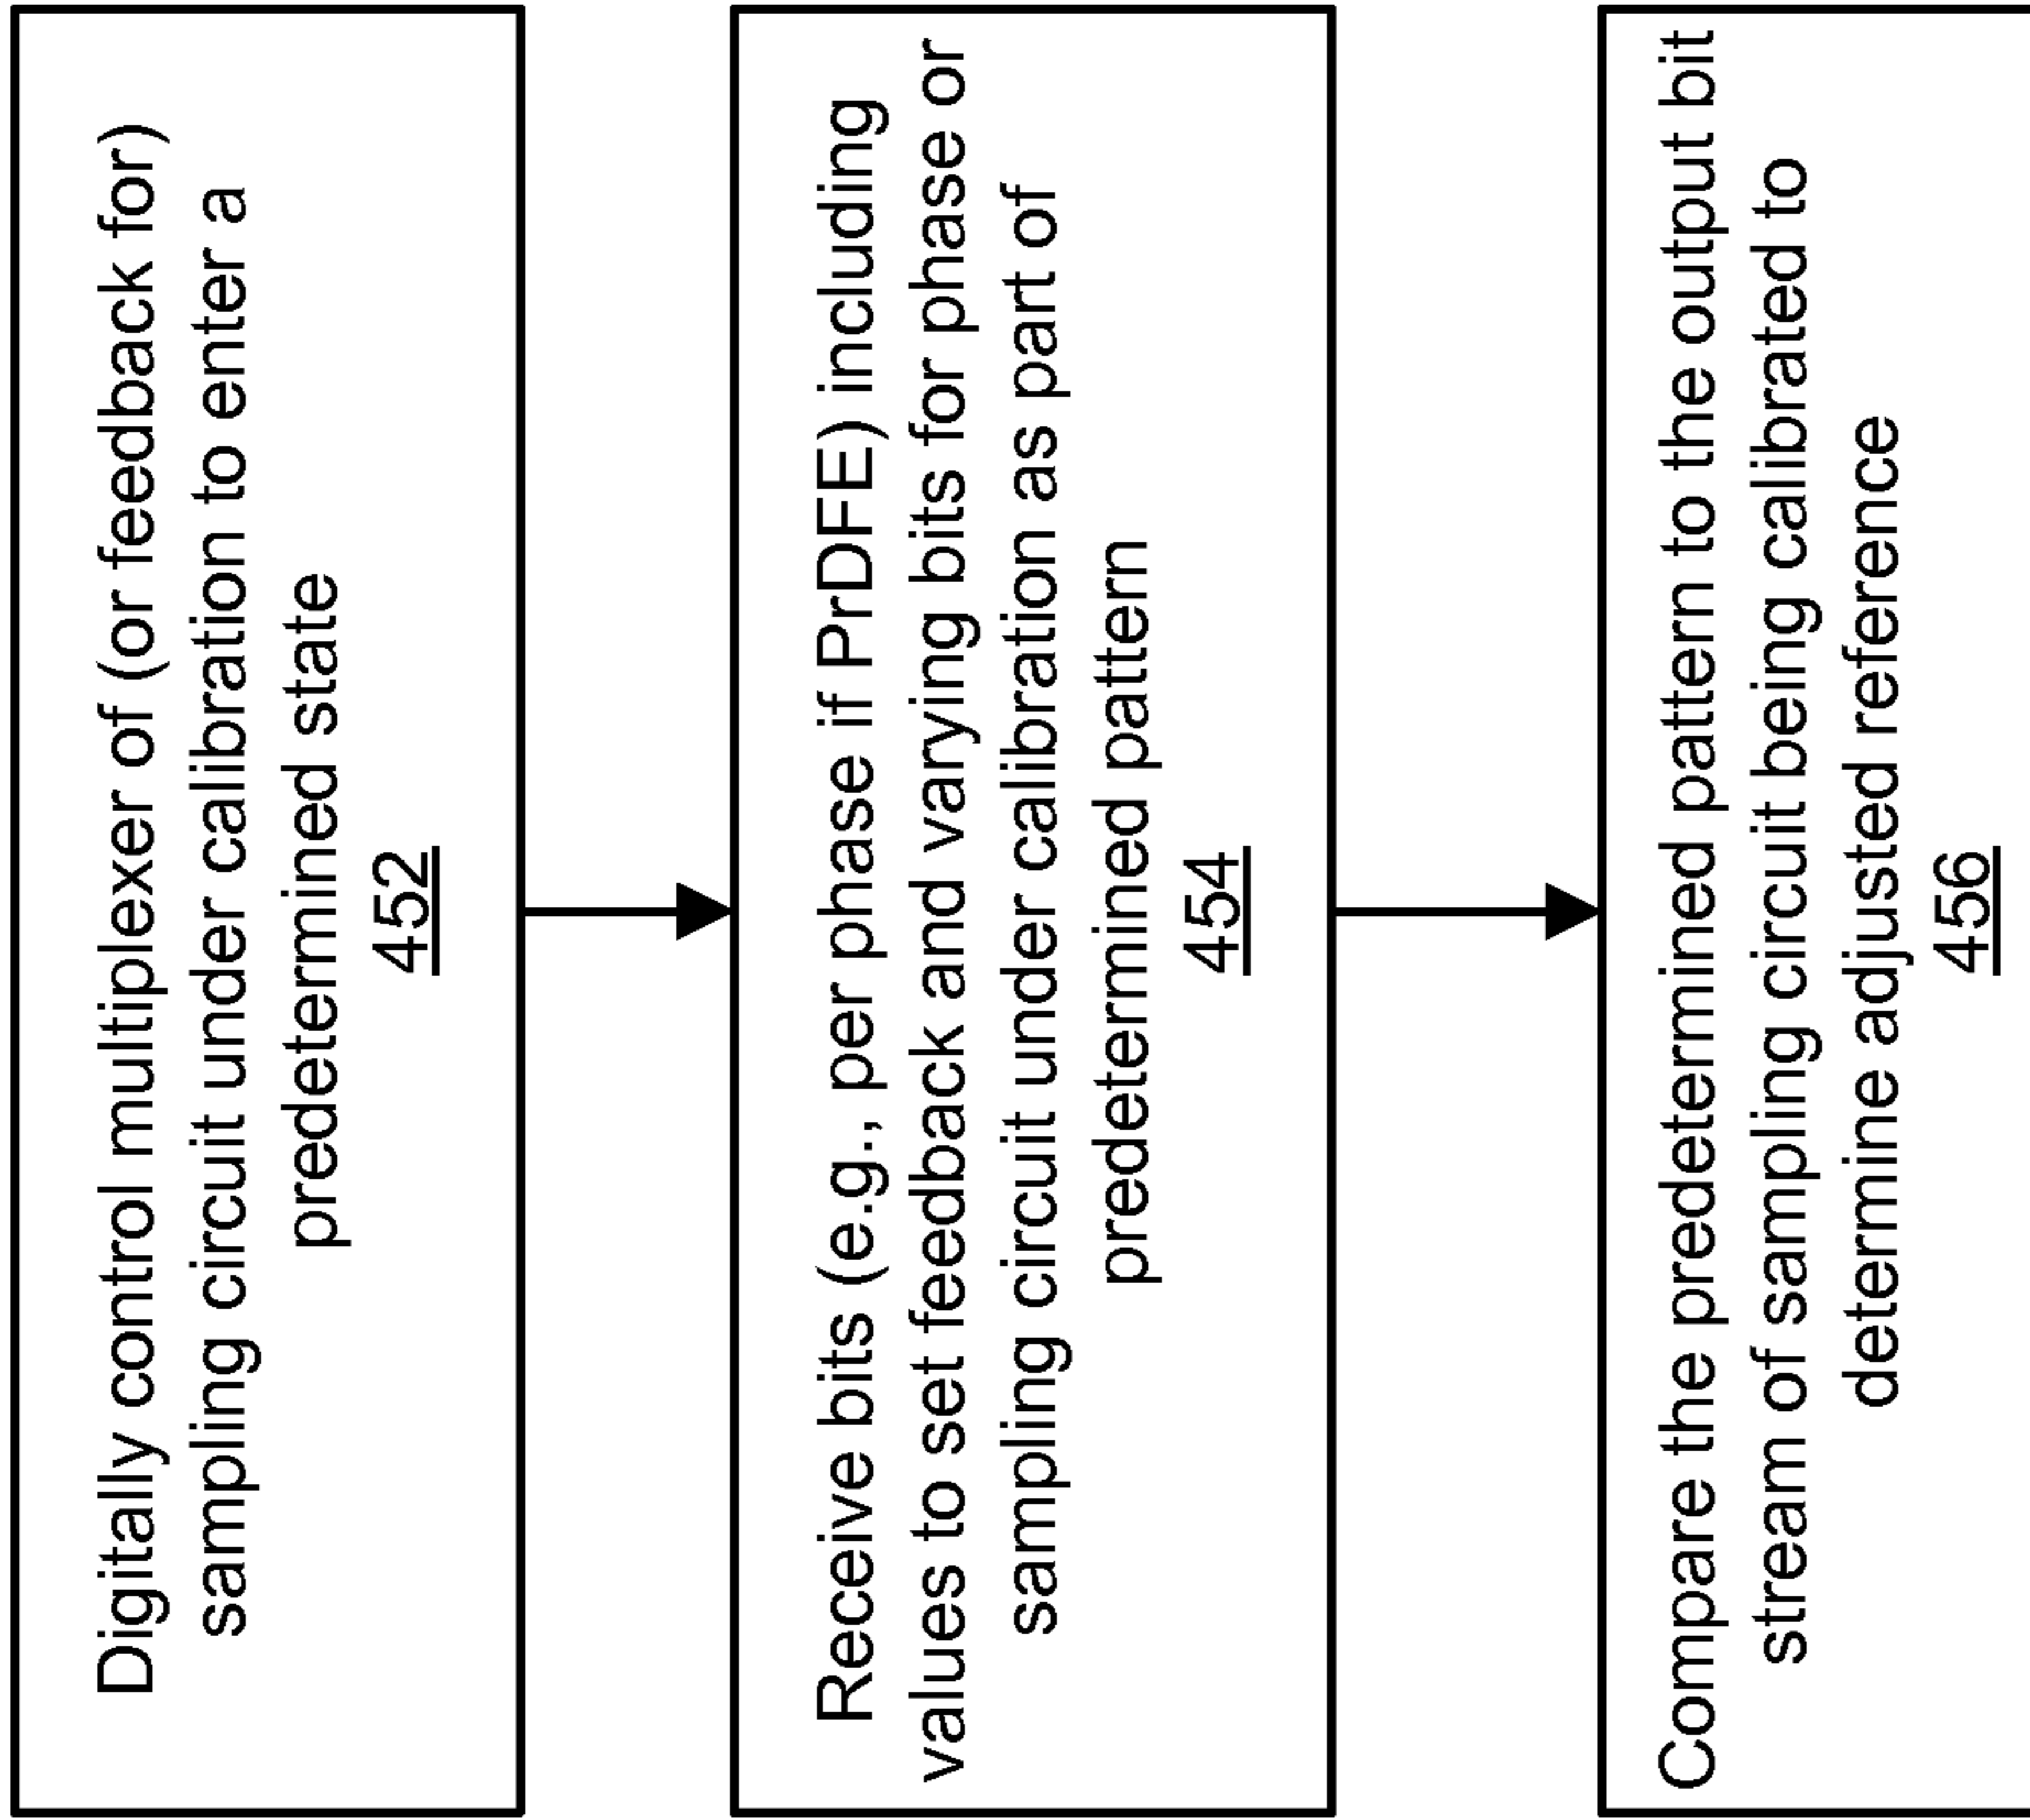 Digitally control multiplexer of (or feedback for)
sampling circuit under calibration to enter a
predetermined state
452
Receive bits (e.g., per phase if PrDFE) including
values to set feedback and varying bits for phase or
sampling circuit under calibration as part of
predetermined pattern
454
Compare the predetermined pattern to the output bit
stream of sampling circuit being calibrated to
determine adjusted reference
456